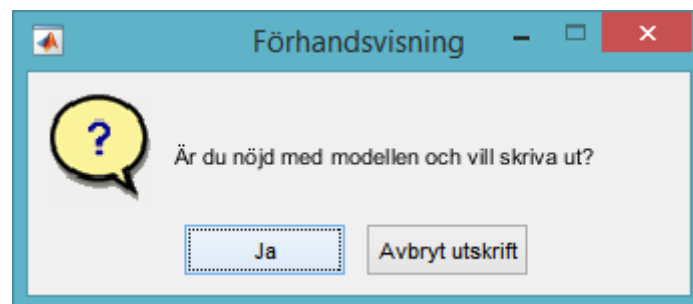 Förhandsvisning
Är du nöjd med modellen och vill skriva ut?
Ja
Avbryt utskrift